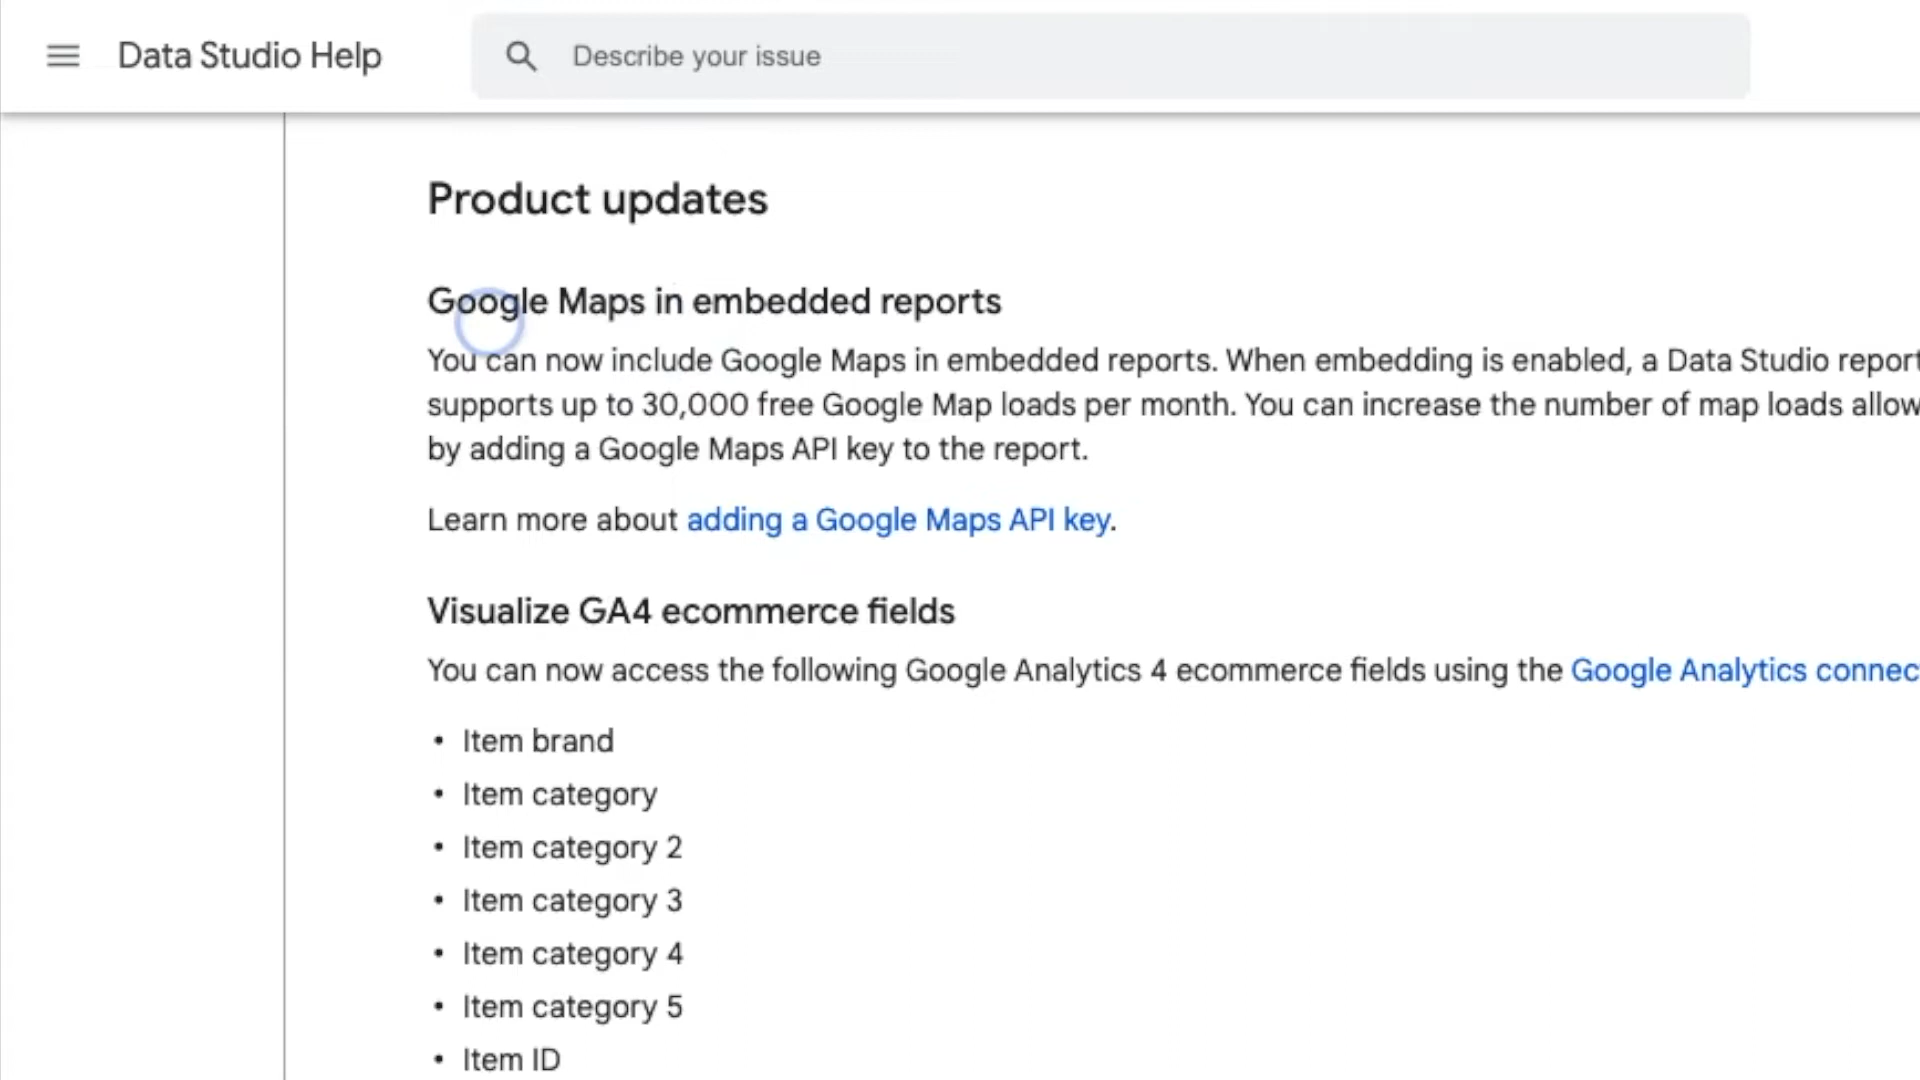 Data Studio Help
Describe your issue
Product updates
Google Maps in embedded reports
You can now include Google Maps in embedded reports. When embedding is enabled, a Data Studio report
supports up to 30,000 free Google Map loads per month. You can increase the number of map loads allow
by adding a Google Maps API key to the report.
Learn more about adding a Google Maps API key.
Visualize GA4 ecommerce fields
You can now access the following Google Analytics 4 ecommerce fields using the Google Analytics connec
• Item brand
• Item category
• Item category 2
• Item category 3
• Item category 4
• Item category 5
• Item ID